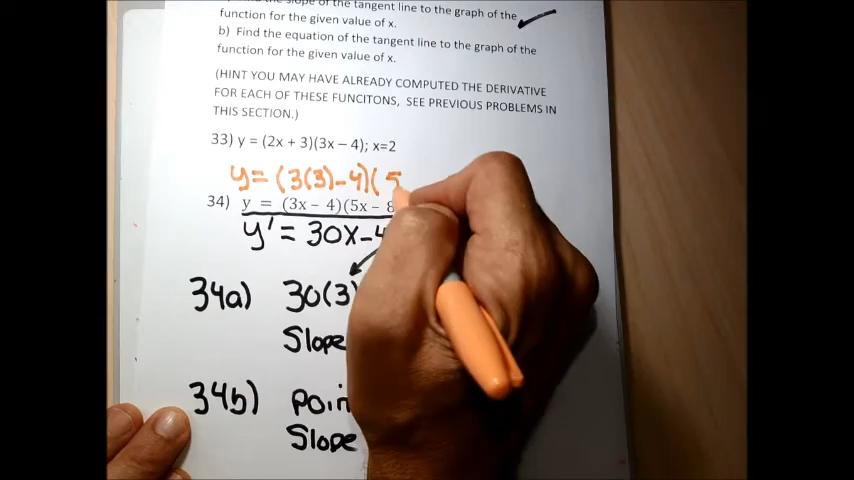 slope of the tangent line to the graph of the
function for the given value of x.
b) Find the equation of the tangent line to the graph of the
function for the given value of x.
(HINT YOU MAY HAVE ALREADY COMPUTED THE DERIVATIVE
FOR EACH OF THESE FUNCITONS, SEE PREVIOUS PROBLEMS IN
THIS SECTION.)
33) y = (2x + 3)(3x – 4); x=2
y = (3(3)-4)(5
34) y = (3x – 4)(5x – 8
y' = 30x-4
34a) 30(3)
Slope
34b) Poin
Slope